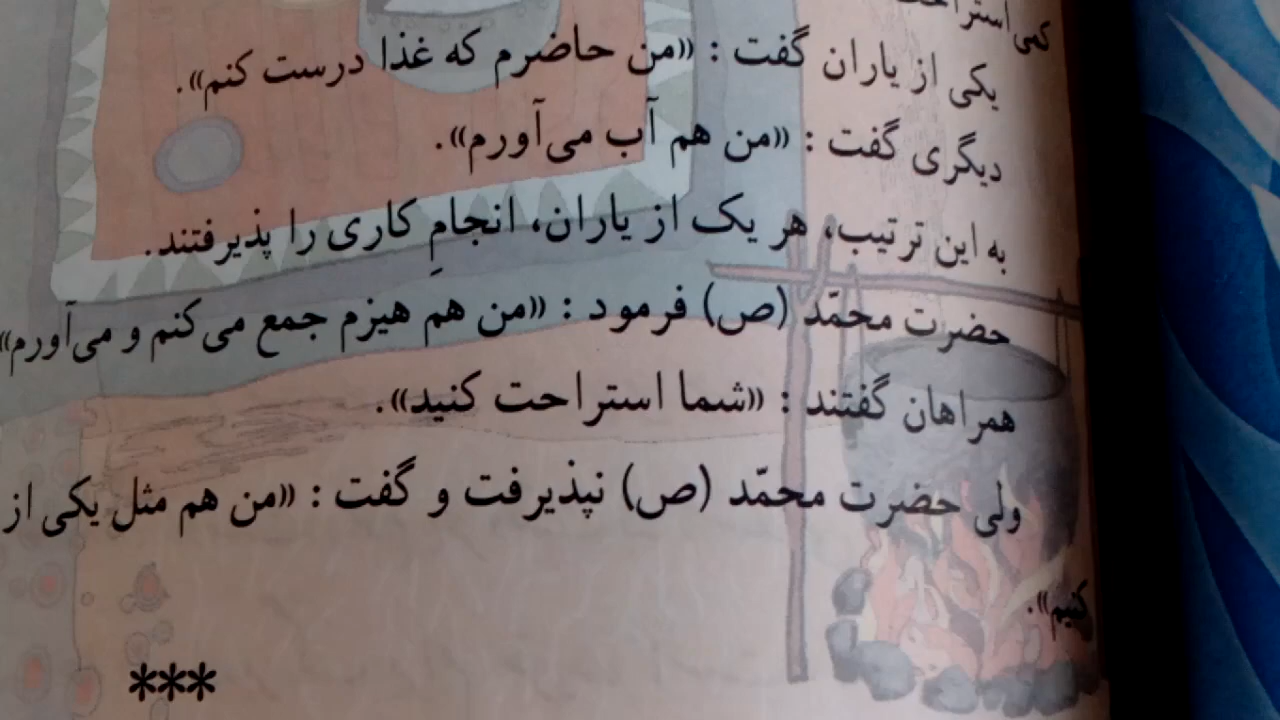 کمی استراحت
یکی از یاران گفت : «من حاضرم که غذا درست کنم».
دیگری گفت : «من هم آب می‌آورم».
به این ترتیب، هر یک از یاران، انجامِ کاری را پذیرفتند.
حضرت محمّد (ص) فرمود : «من هم هیزم جمع می‌کنم و می‌آورم»
همراهان گفتند : «شما استراحت کنید».
ولی حضرت محمّد (ص) نپذیرفت و گفت : «من هم مثل یکی از
کنیم».
***